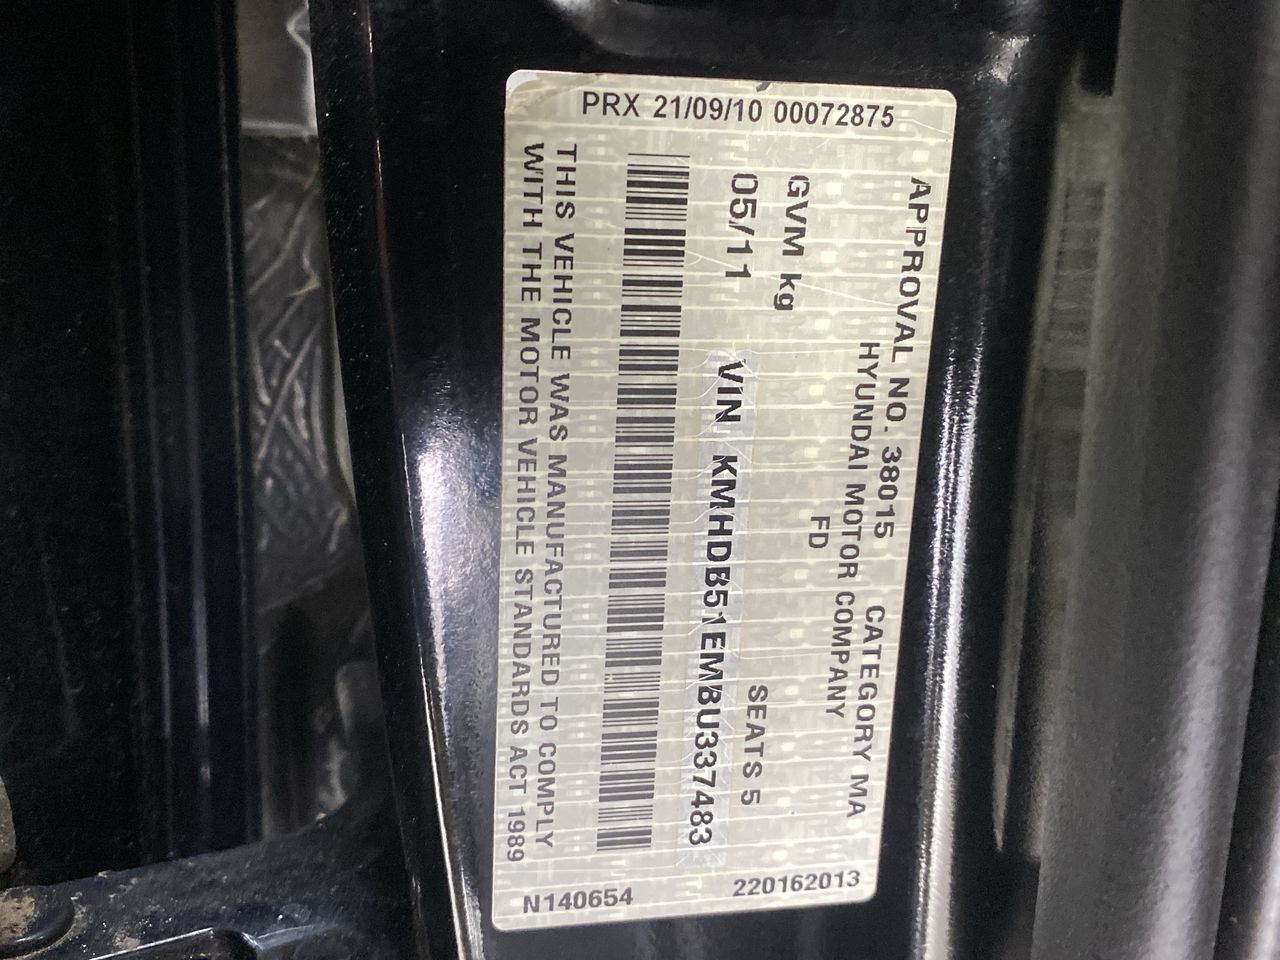 PRX 21/09/10 00072875
APPROVAL NO. 38015 CATEGORY MA
HYUNDAI MOTOR COMPANY
FD
GVM kg SEATS 5
05/11 VIN KMHDB51EMBU337483
THIS VEHICLE WAS MANUFACTURED TO COMPLY
WITH THE MOTOR VEHICLE STANDARDS ACT 1989
220162013
N140654